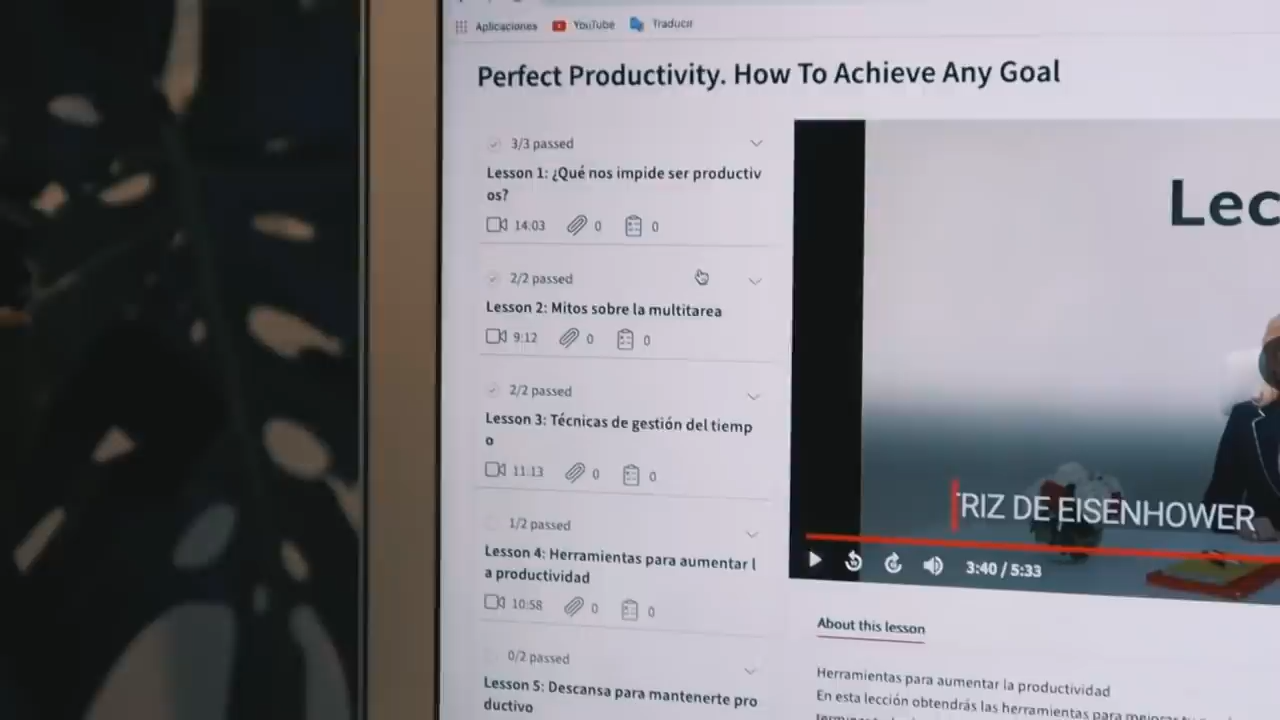 Aplicaciones YouTube Traducir
Perfect Productivity. How To Achieve Any Goal
3/3 passed
Lesson 1: ¿Qué nos impide ser productiv
os?
14:03 0 0
2/2 passed
Lesson 2: Mitos sobre la multitarea
9:12 0 0
2/2 passed
Lesson 3: Técnicas de gestión del tiemp
o
11:13 0 0
1/2 passed
Lesson 4: Herramientas para aumentar l
a productividad
10:58 0 0
0/2 passed
Lesson 5: Descansa para mantenerte pro
ductivo
Lec
TRIZ DE EISENHOWER
3:40 / 5:33
About this lesson
Herramientas para aumentar la productividad
En esta lección obtendrás las herramientas para mejorar tu